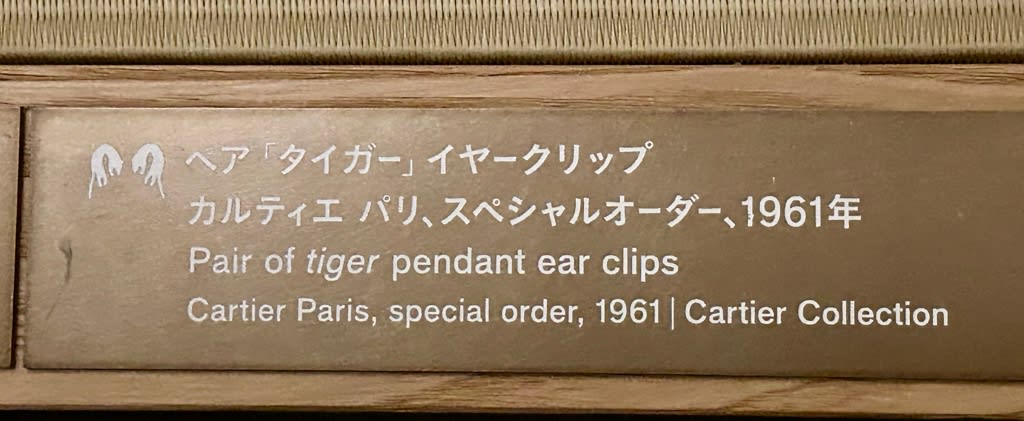 ペア「タイガー」イヤークリップ
カルティエ パリ、スペシャルオーダー、1961年
Pair of tiger pendant ear clips
Cartier Paris, special order, 1961 | Cartier Collection